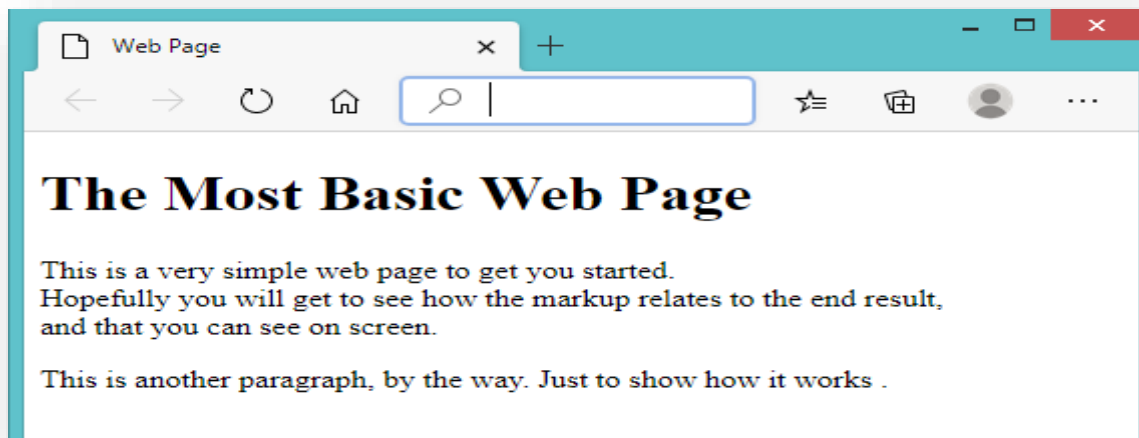 Web Page
The Most Basic Web Page
This is a very simple web page to get you started.
Hopefully you will get to see how the markup relates to the end result,
and that you can see on screen.
This is another paragraph, by the way. Just to show how it works .